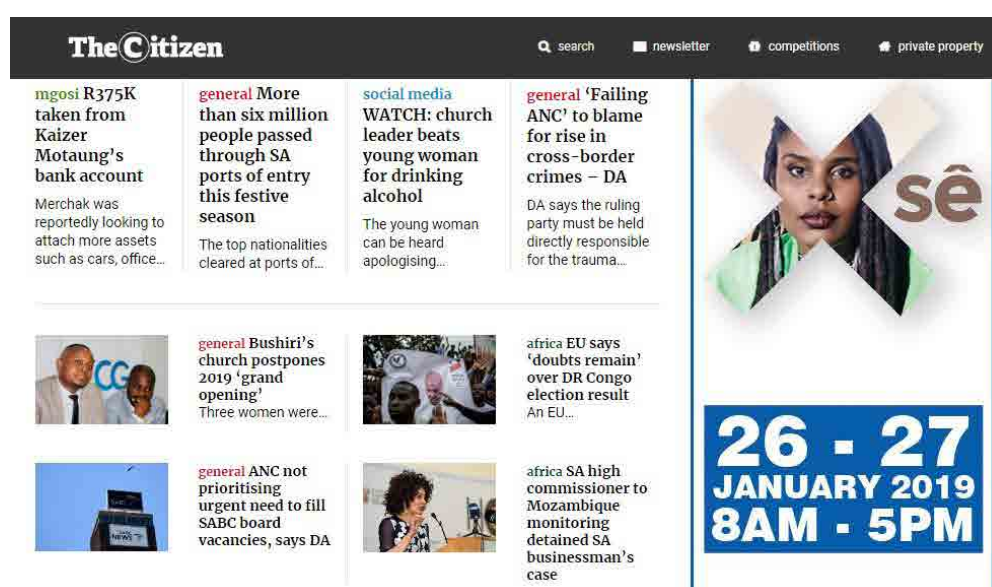 The Citizen
search
newsletter
competitions
private property
mgosi R375K
taken from
Kaizer
Motaung's
bank account
Merchak was
reportedly looking to
attach more assets
such as cars, office...
general More
than six million
people passed
through SA
ports of entry
this festive
season
The top nationalities
cleared at ports of...
social media
WATCH: church
leader beats
young woman
for drinking
alcohol
The young woman
can be heard
apologising...
general ‘Failing
ANC’ to blame
for rise in
cross-border
crimes – DA
DA says the ruling
party must be held
directly responsible
for the trauma...
general Bushiri’s
church postpones
2019 ‘grand
opening’
Three women were...
africa EU says
‘doubts remain’
over DR Congo
election result
An EU...
general ANC not
prioritising
urgent need to fill
SABC board
vacancies, says DA
africa SA high
commissioner to
Mozambique
monitoring
detained SA
businessman’s
case
X sê
26 - 27
JANUARY 2019
8AM - 5PM
CG
NEWS